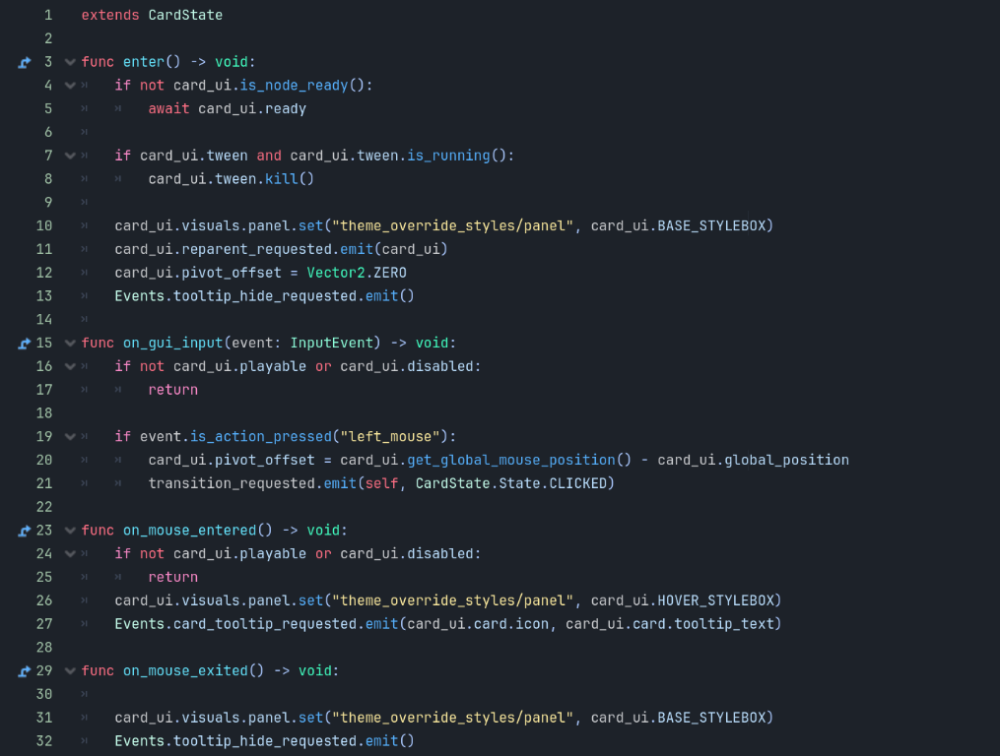 1 extends CardState
2
3 func enter() -> void:
4 if not card_ui.is_node_ready():
5 await card_ui.ready
6
7 if card_ui.tween and card_ui.tween.is_running():
8 card_ui.tween.kill()
9
10 card_ui.visuals.panel.set("theme_override_styles/panel", card_ui.BASE_STYLEBOX)
11 card_ui.reparent_requested.emit(card_ui)
12 card_ui.pivot_offset = Vector2.ZERO
13 Events.tooltip_hide_requested.emit()
14
15 func on_gui_input(event: InputEvent) -> void:
16 if not card_ui.playable or card_ui.disabled:
17 return
18
19 if event.is_action_pressed("left_mouse"):
20 card_ui.pivot_offset = card_ui.get_global_mouse_position() - card_ui.global_position
21 transition_requested.emit(self, CardState.State.CLICKED)
22
23 func on_mouse_entered() -> void:
24 if not card_ui.playable or card_ui.disabled:
25 return
26 card_ui.visuals.panel.set("theme_override_styles/panel", card_ui.HOVER_STYLEBOX)
27 Events.card_tooltip_requested.emit(card_ui.card.icon, card_ui.card.tooltip_text)
28
29 func on_mouse_exited() -> void:
30
31 card_ui.visuals.panel.set("theme_override_styles/panel", card_ui.BASE_STYLEBOX)
32 Events.tooltip_hide_requested.emit()